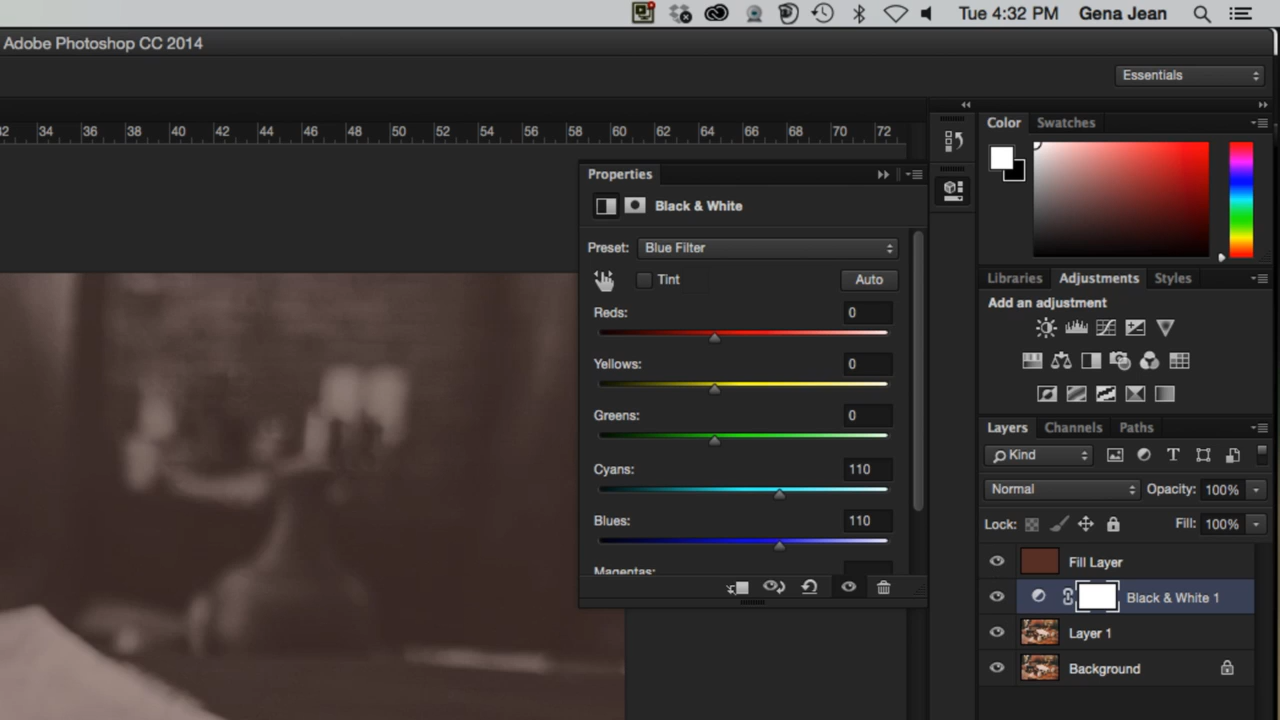 Tue 4:32 PM Gena Jean
Adobe Photoshop CC 2014
Essentials
32 34 36 38 40 42 44 46 48 50 52 54 56 58 60 62 64 66 68 70 72
Properties
Black & White
Preset: Blue Filter
Tint Auto
Reds: 0
Yellows: 0
Greens: 0
Cyans: 110
Blues: 110
Magentas:
Color Swatches
Libraries Adjustments Styles
Add an adjustment
Layers Channels Paths
Kind
Normal Opacity: 100%
Lock: Fill: 100%
Fill Layer
Black & White 1
Layer 1
Background